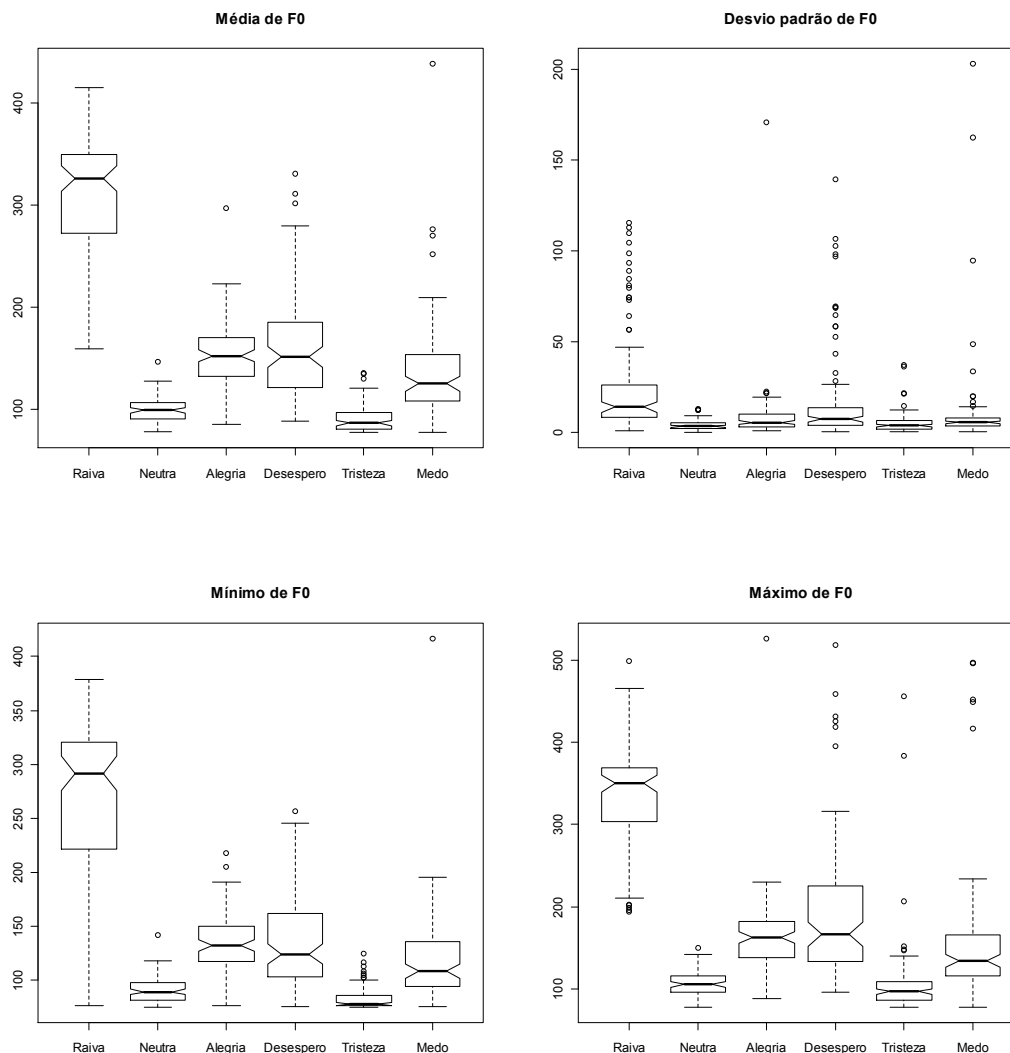 Média de F0
400
300
200
100
Raiva Neutra Alegria Desespero Tristeza Medo
Desvio padrão de F0
200
150
100
50
0
Raiva Neutra Alegria Desespero Tristeza Medo
Mínimo de F0
400
350
300
250
200
150
100
Raiva Neutra Alegria Desespero Tristeza Medo
Máximo de F0
500
400
300
200
100
Raiva Neutra Alegria Desespero Tristeza Medo